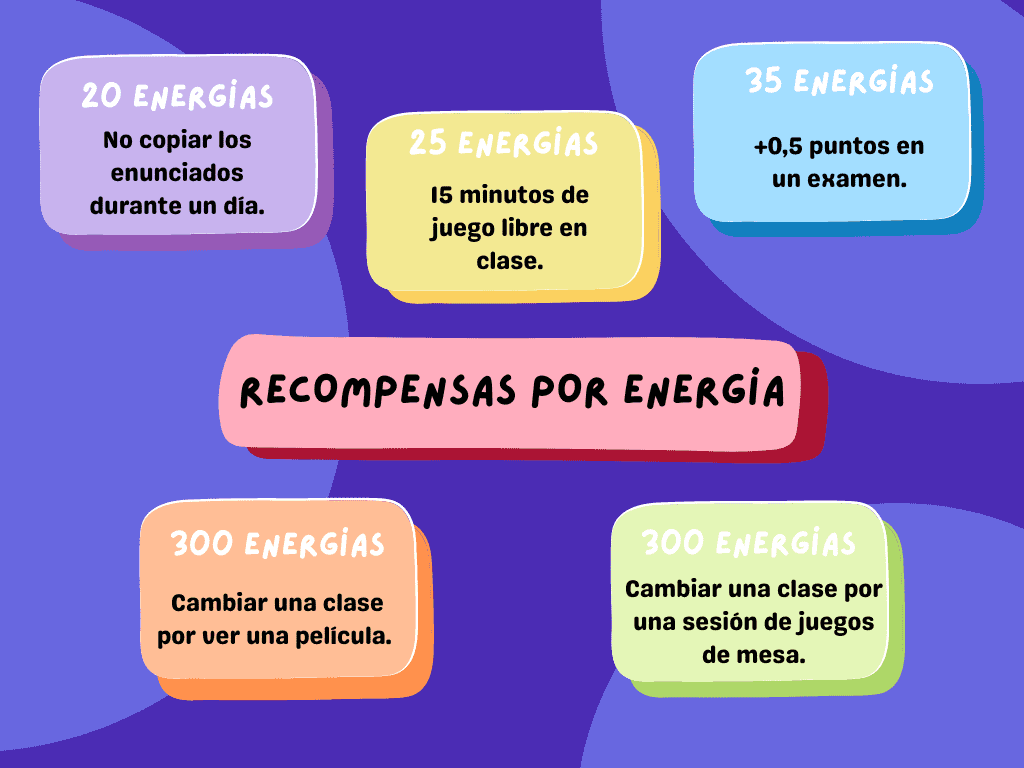 20 ENERGÍAS
No copiar los
enunciados
durante un día.
25 ENERGÍAS
15 minutos de
juego libre en
clase.
35 ENERGÍAS
+0,5 puntos en
un examen.
RECOMPENSAS POR ENERGÍA
300 ENERGÍAS
Cambiar una clase
por ver una película.
300 ENERGÍAS
Cambiar una clase por
una sesión de juegos
de mesa.